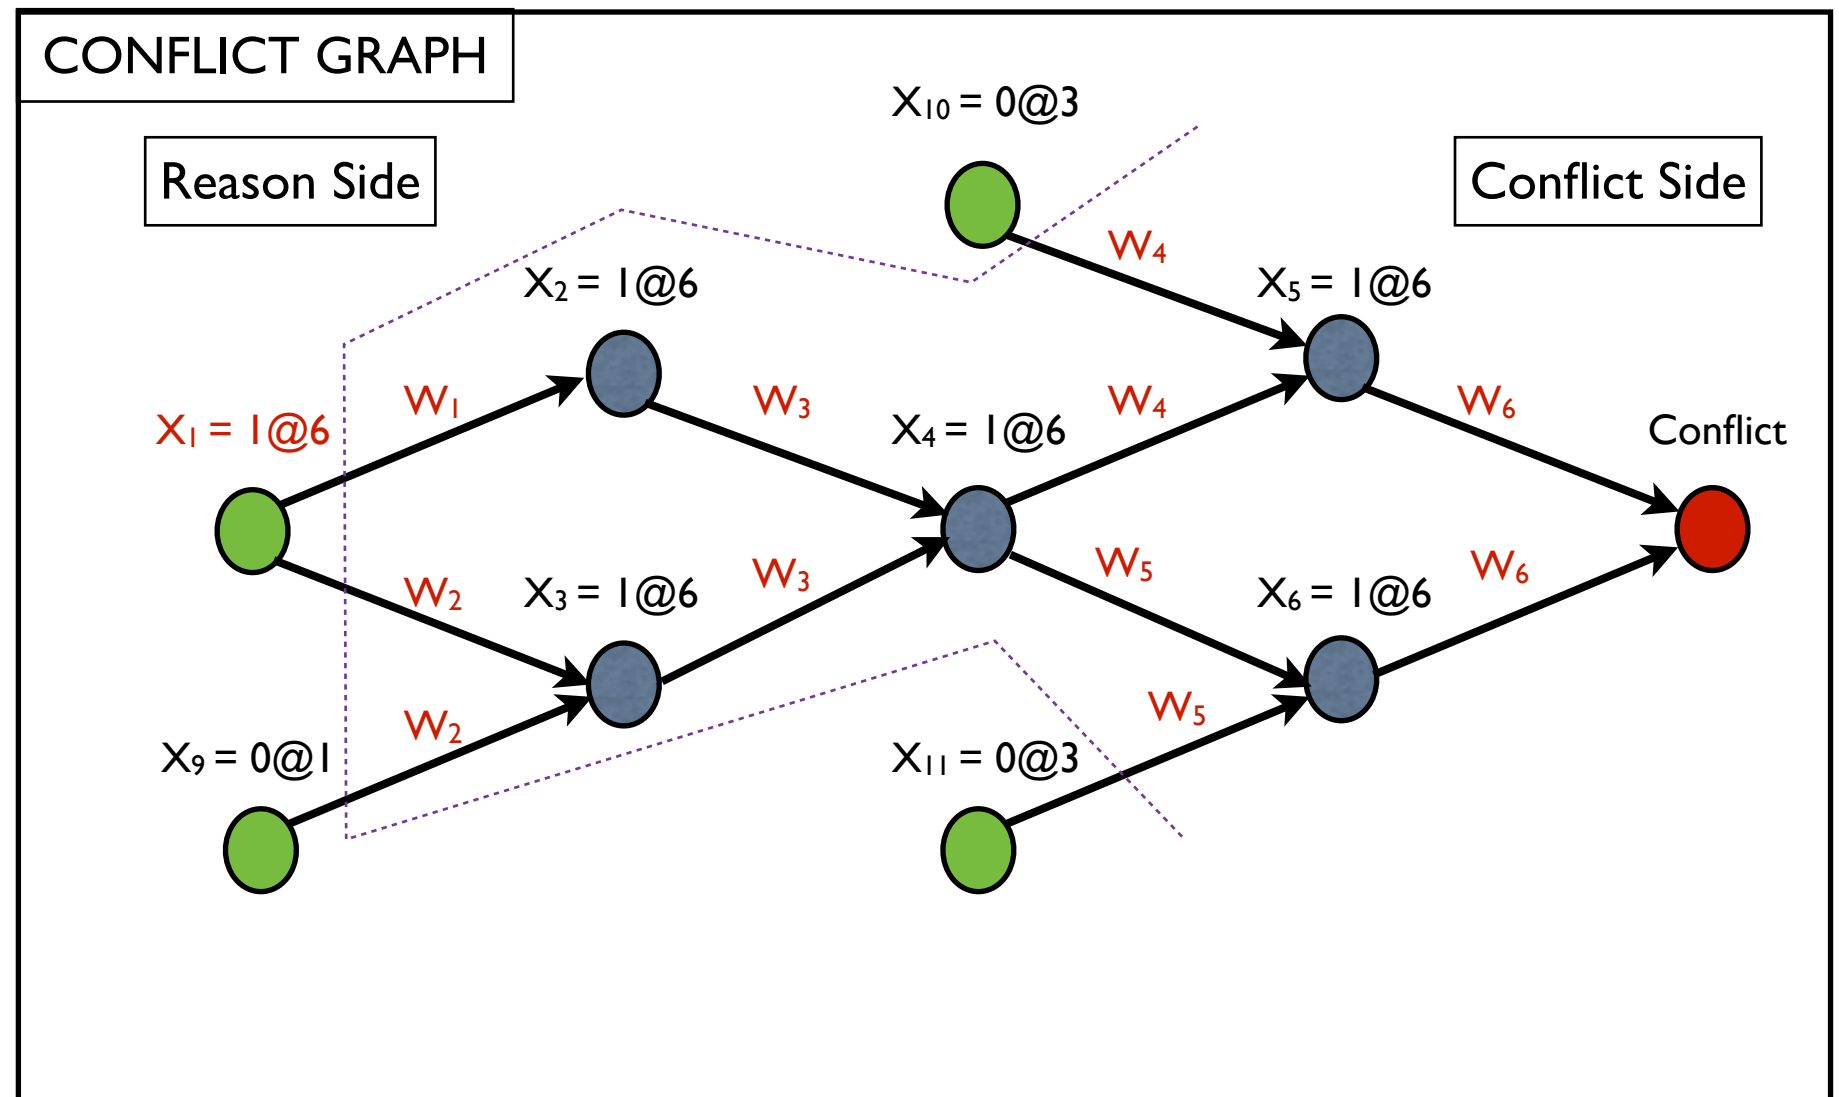 CONFLICT GRAPH
X₁₀ = 0@3
Reason Side
Conflict Side
W₄
X₂ = 1@6
X₅ = 1@6
W₁
W₃
W₄
W₆
X₁ = 1@6
X₄ = 1@6
Conflict
W₂
X₃ = 1@6
W₃
W₅
X₆ = 1@6
W₆
W₂
W₅
X₉ = 0@1
X₁₁ = 0@3